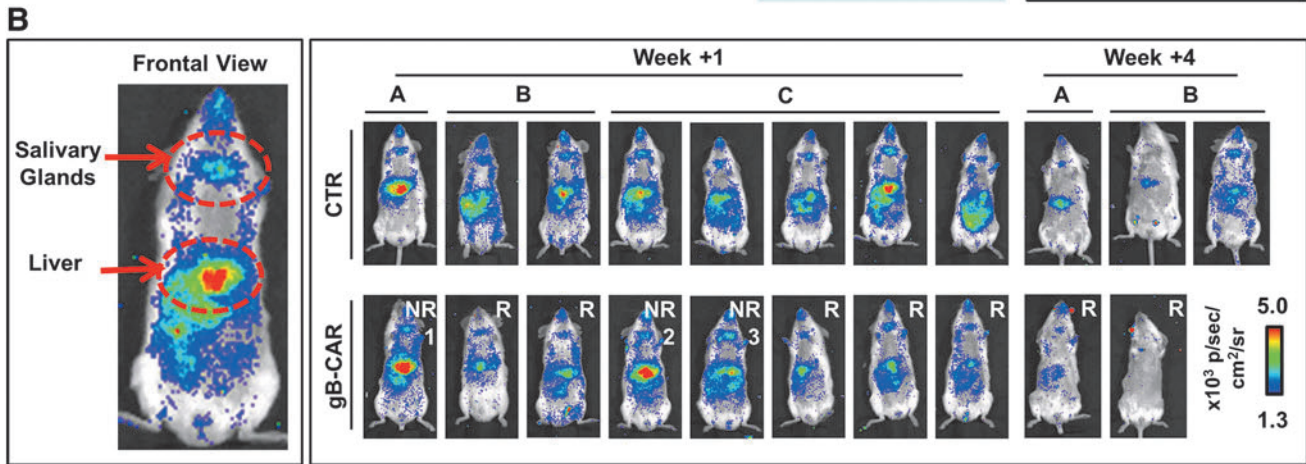 B
Frontal View
Salivary
Glands
Liver
Week +1
Week +4
A
B
C
A
B
CTR
gB-CAR
NR
1
R
R
NR
2
NR
3
R
R
R
R
R
x10³ p/sec/
cm²/sr
5.0
1.3